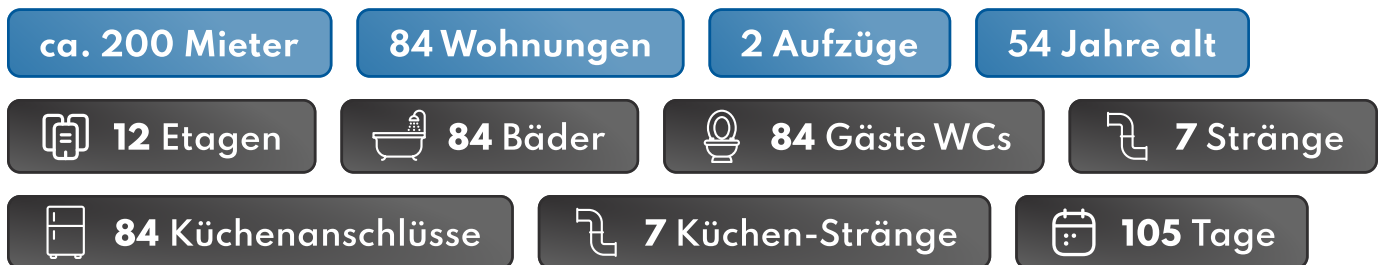 ca. 200 Mieter 84 Wohnungen 2 Aufzüge 54 Jahre alt
12 Etagen 84 Bäder 84 Gäste WCs 7 Stränge
84 Küchenanschlüsse 7 Küchen-Stränge 105 Tage